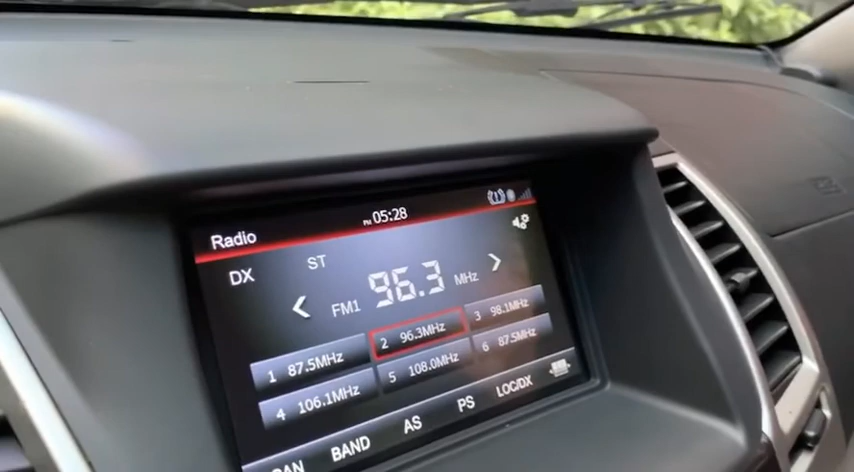 PM 05:28
Radio
DX
ST
FM1
96.3
MHz
1 87.5MHz
2 96.3MHz
3 98.1MHz
4 106.1MHz
5 108.0MHz
6 87.5MHz
BAND
AS
PS
LOC/DX